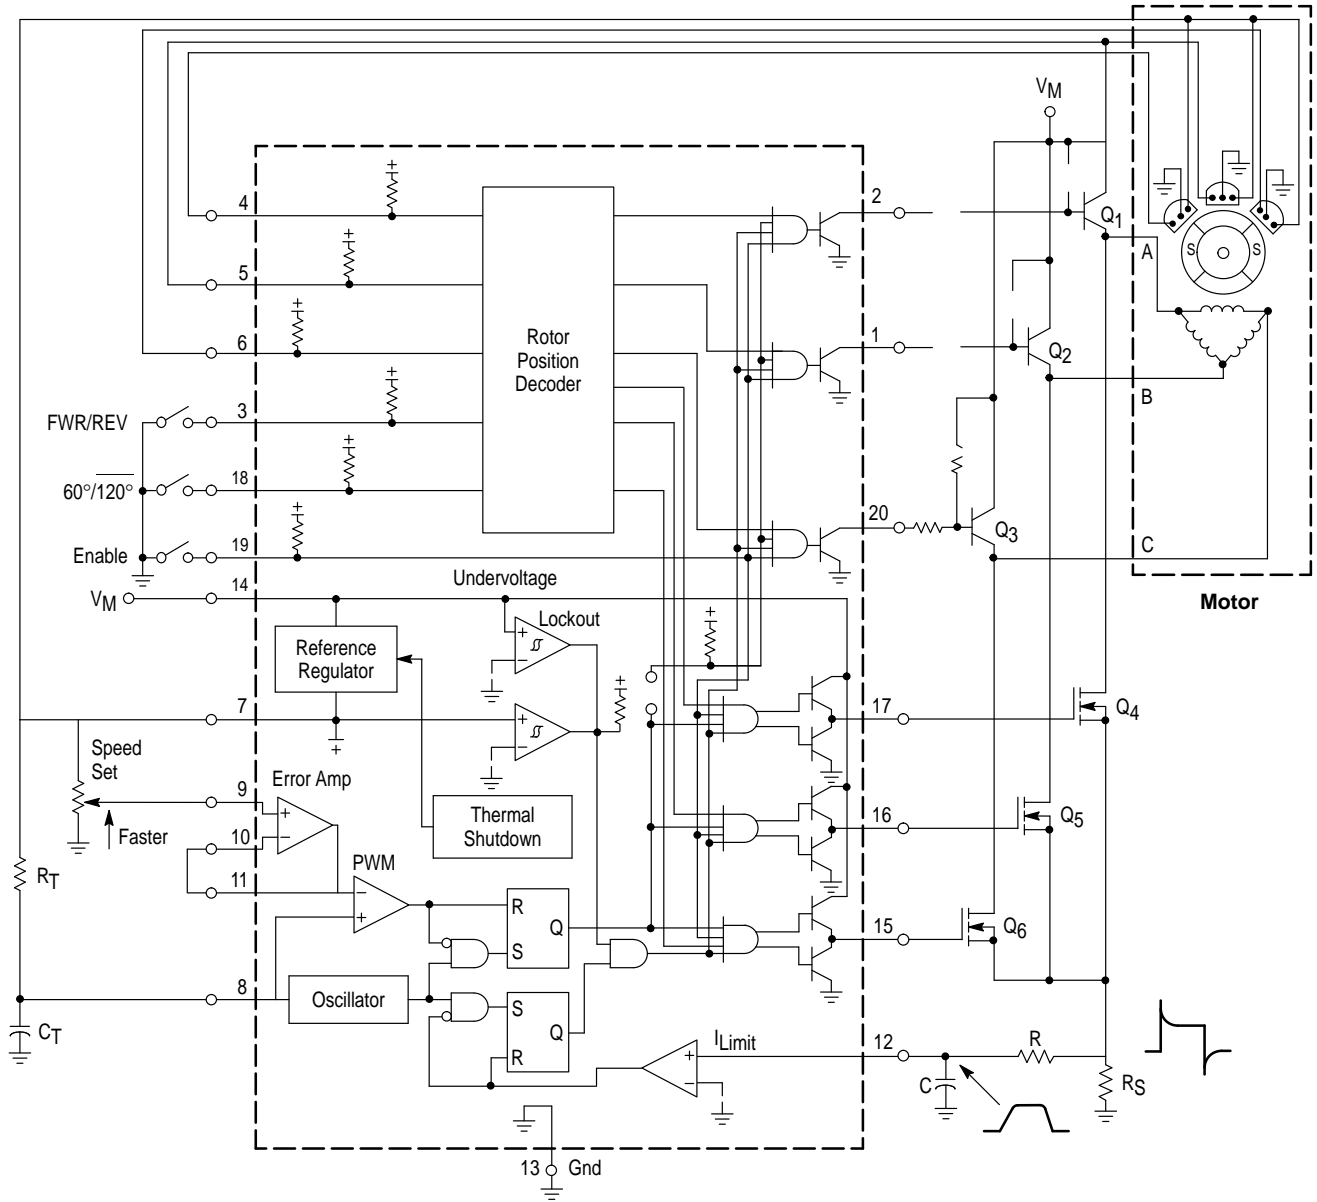 VM
4
2
Q1
A
S
S
5
6
1
Q2
Rotor
Position
Decoder
FWR/REV
3
B
60°/120°
18
20
Q3
Enable
19
C
14
Undervoltage
VM
Lockout
Motor
Reference
Regulator
7
17
Q4
Speed
Set
Error Amp
9
Thermal
Shutdown
16
Q5
Faster
10
PWM
RT
11
R
Q
S
15
Q6
8
Oscillator
S
Q
R
CT
ILimit
12
R
C
RS
13
Gnd